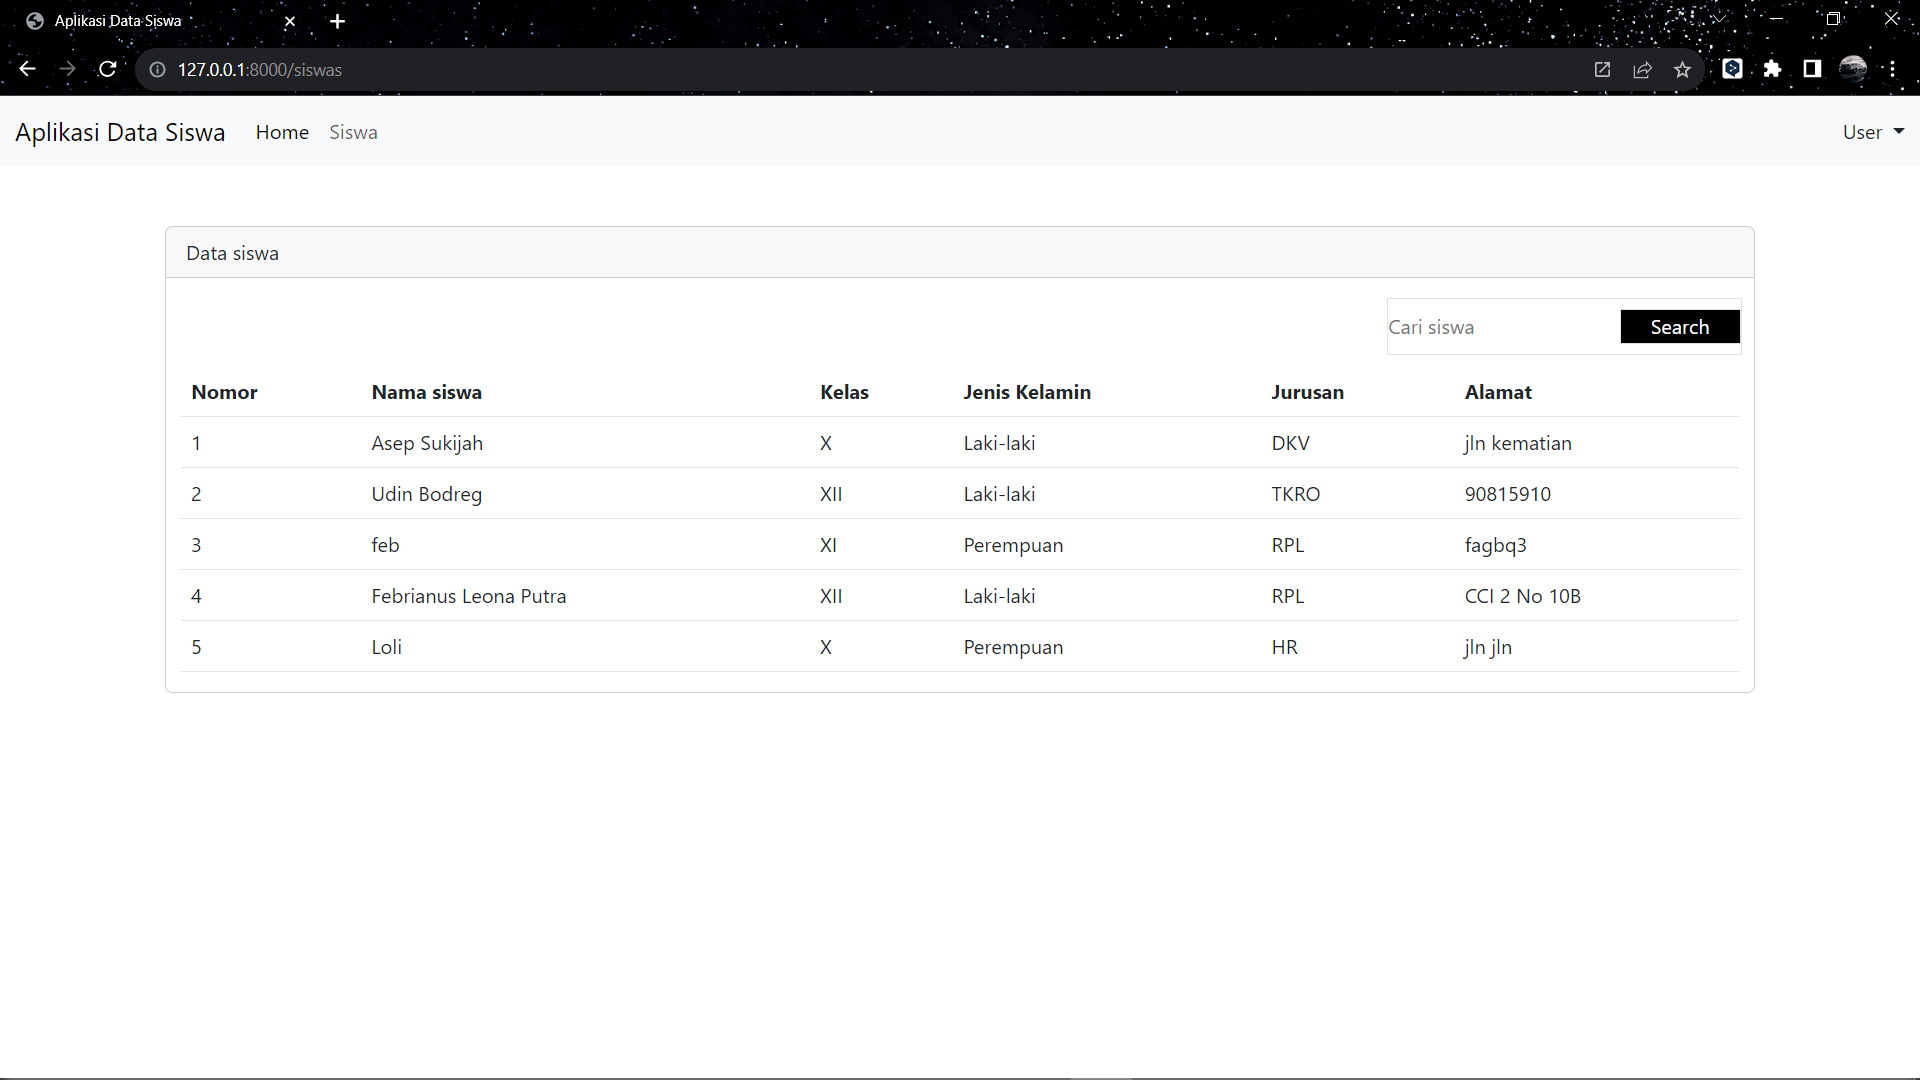 Aplikasi Data Siswa
127.0.0.1:8000/siswas
Aplikasi Data Siswa Home Siswa User
Data siswa
Cari siswa Search
Nomor Nama siswa Kelas Jenis Kelamin Jurusan Alamat
1 Asep Sukijah X Laki-laki DKV jln kematian
2 Udin Bodreg XII Laki-laki TKRO 90815910
3 feb XI Perempuan RPL fagbq3
4 Febrianus Leona Putra XII Laki-laki RPL CCI 2 No 10B
5 Loli X Perempuan HR jln jln